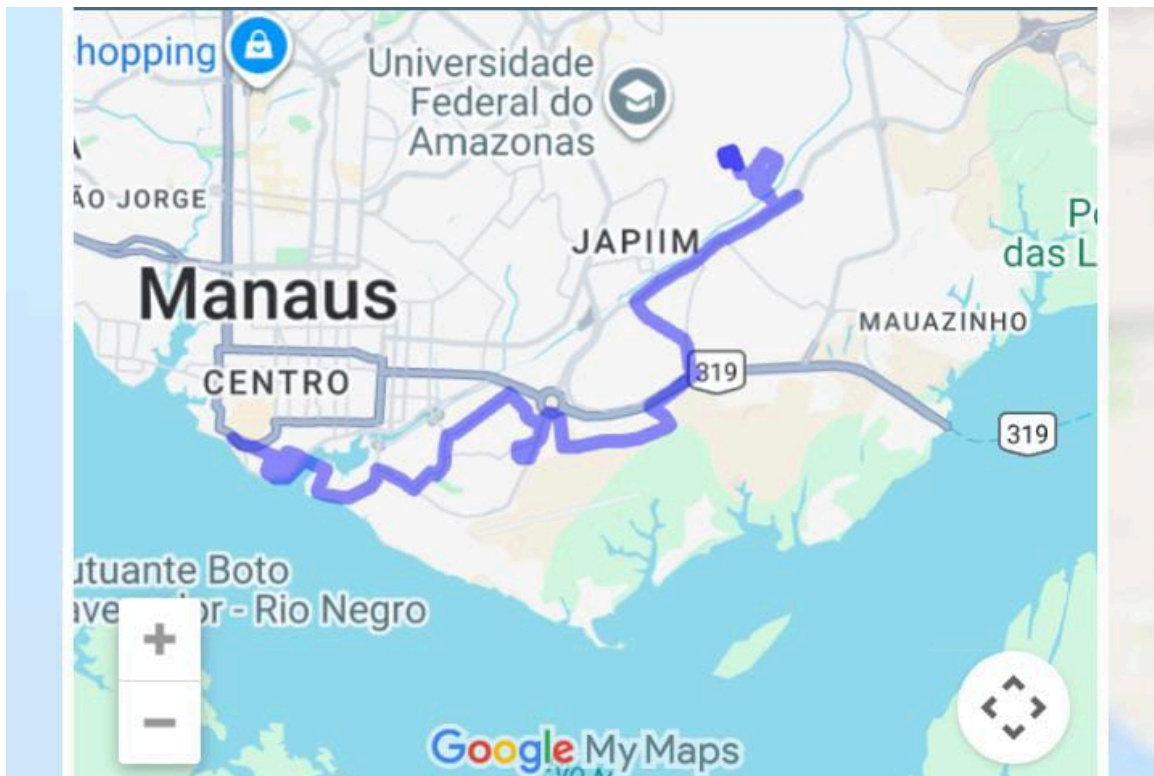 hopping
Universidade
Federal do
Amazonas
ÃO JORGE
JAPIIM
das L
Manaus
MAUAZINHO
319
CENTRO
319
utuante Boto
- Rio Negro
Google My Maps